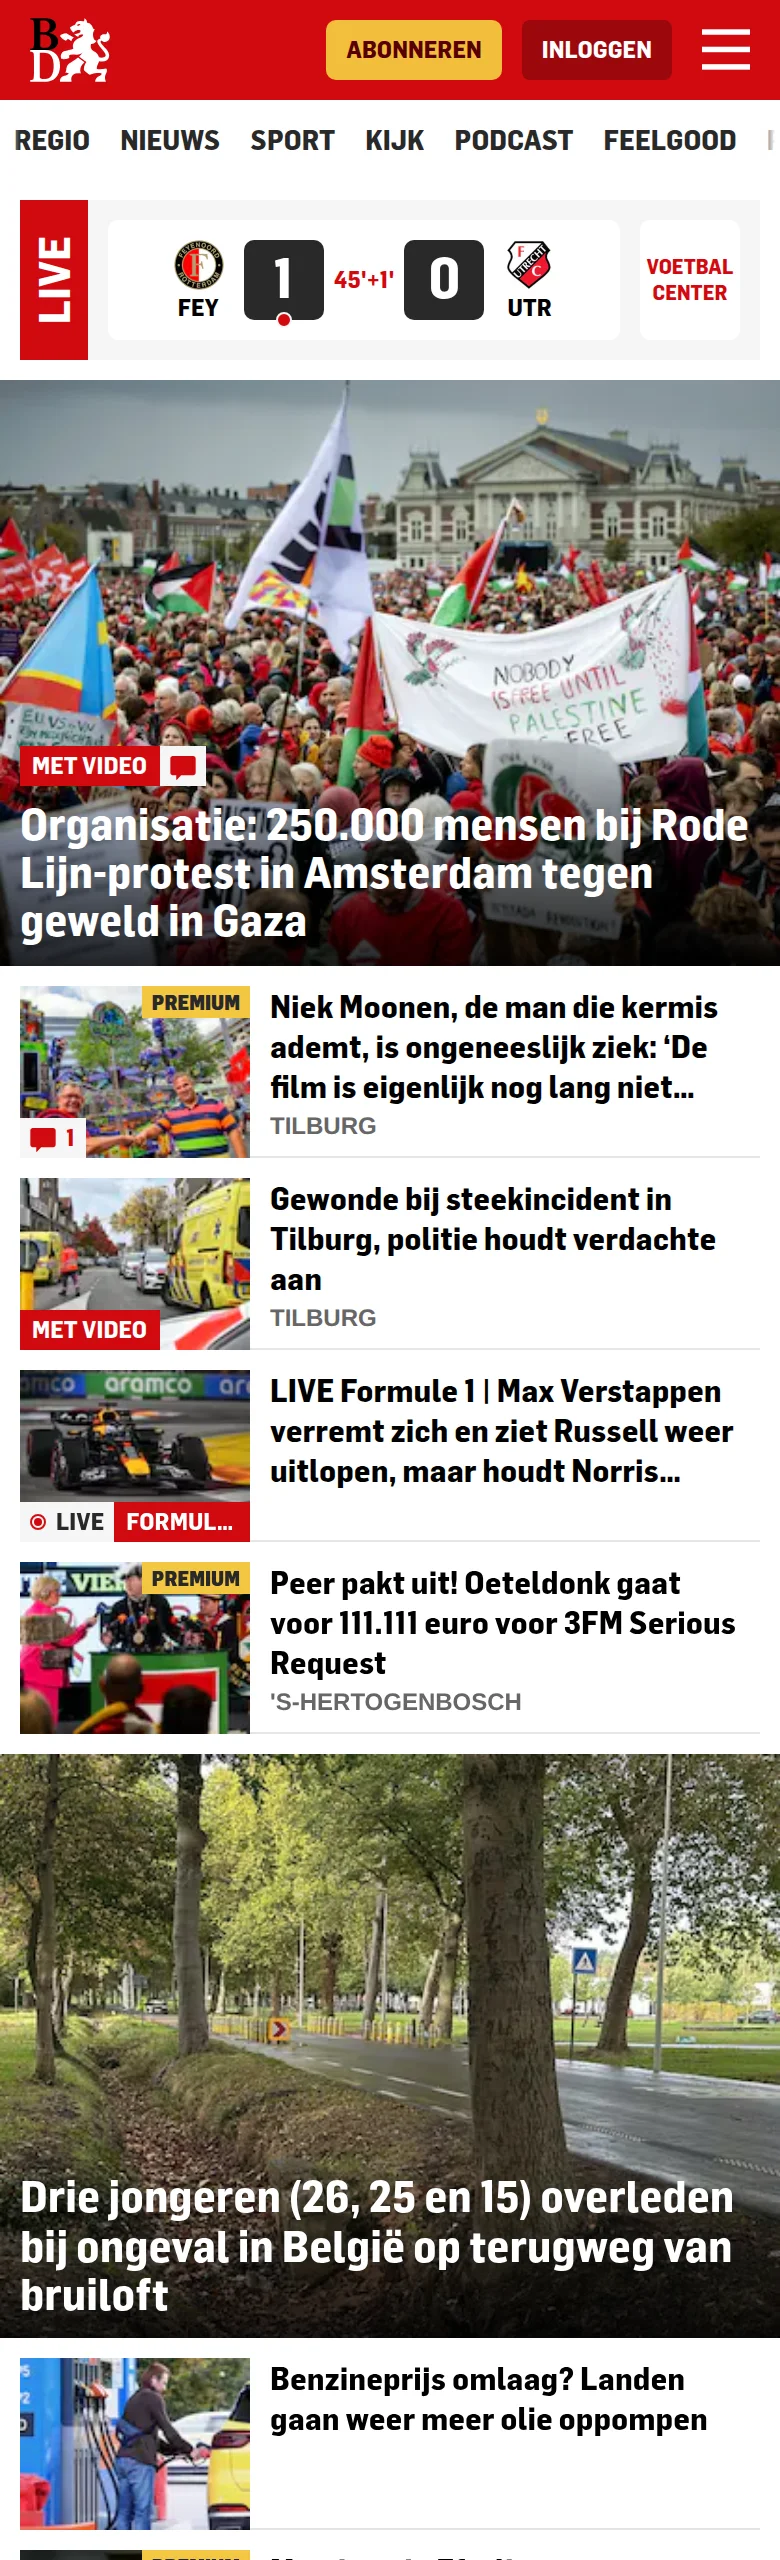 B
D
ABONNEREN
INLOGGEN
REGIO NIEUWS SPORT KIJK PODCAST FEELGOOD
LIVE
FEY
1
45'+1'
0
UTR
VOETBAL
CENTER
NOBODY
IS FREE UNTIL
PALESTINE
IS FREE
MET VIDEO
Organisatie: 250.000 mensen bij Rode
Lijn-protest in Amsterdam tegen
geweld in Gaza
PREMIUM
1
Niek Moonen, de man die kermis
ademt, is ongeneeslijk ziek: ‘De
film is eigenlijk nog lang niet...
TILBURG
MET VIDEO
Gewonde bij steekincident in
Tilburg, politie houdt verdachte
aan
TILBURG
aramco
LIVE
FORMUL...
LIVE Formule 1 | Max Verstappen
verremt zich en ziet Russell weer
uitlopen, maar houdt Norris...
PREMIUM
Peer pakt uit! Oeteldonk gaat
voor 111.111 euro voor 3FM Serious
Request
'S-HERTOGENBOSCH
Drie jongeren (26, 25 en 15) overleden
bij ongeval in België op terugweg van
bruiloft
Benzineprijs omlaag? Landen
gaan weer meer olie oppompen